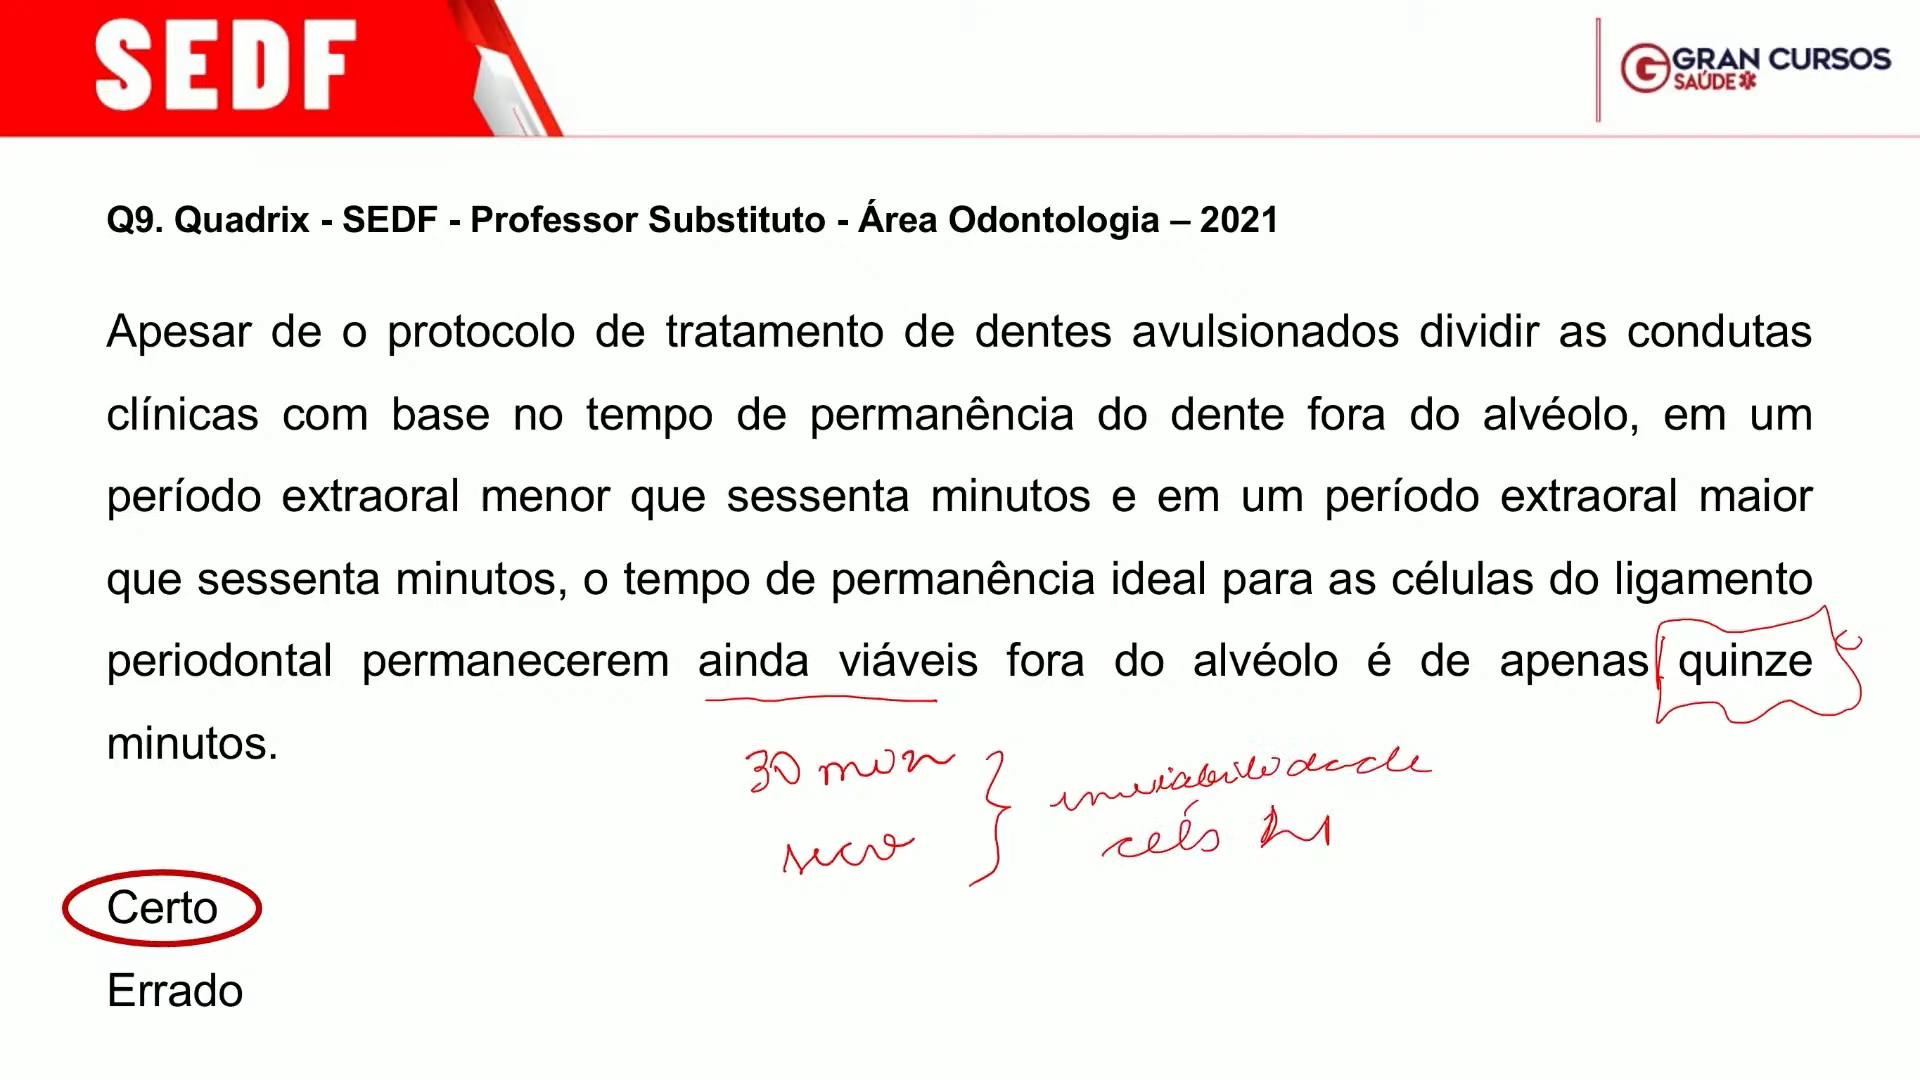 SEDF
GRAN CURSOS
SAÚDE
Q9. Quadrix - SEDF - Professor Substituto - Área Odontologia – 2021
Apesar de o protocolo de tratamento de dentes avulsionados dividir as condutas
clínicas com base no tempo de permanência do dente fora do alvéolo, em um
período extraoral menor que sessenta minutos e em um período extraoral maior
que sessenta minutos, o tempo de permanência ideal para as células do ligamento
periodontal permanecerem ainda viáveis fora do alvéolo é de apenas quinze
minutos.
30 min
inviabilidade
céls
Certo
Errado